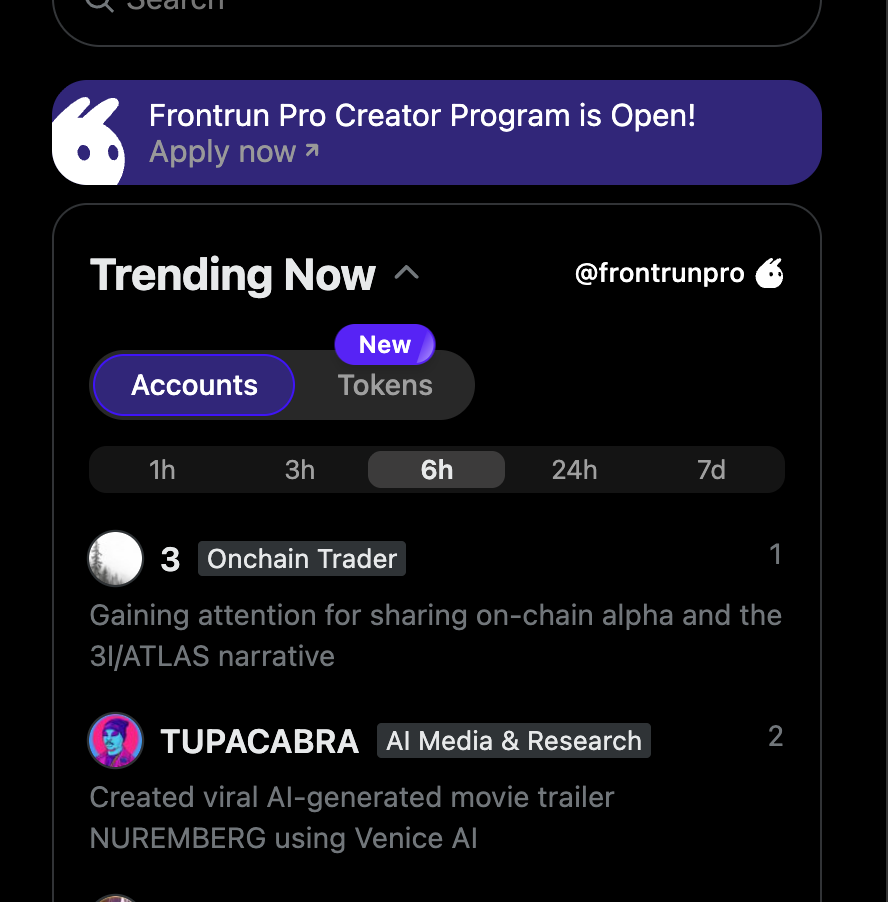 Search
Frontrun Pro Creator Program is Open!
Apply now ↗
Trending Now
@frontrunpro
New
Accounts
Tokens
1h 3h 6h 24h 7d
3 Onchain Trader 1
Gaining attention for sharing on-chain alpha and the
3I/ATLAS narrative
TUPACABRA AI Media & Research 2
Created viral AI-generated movie trailer
NUREMBERG using Venice AI